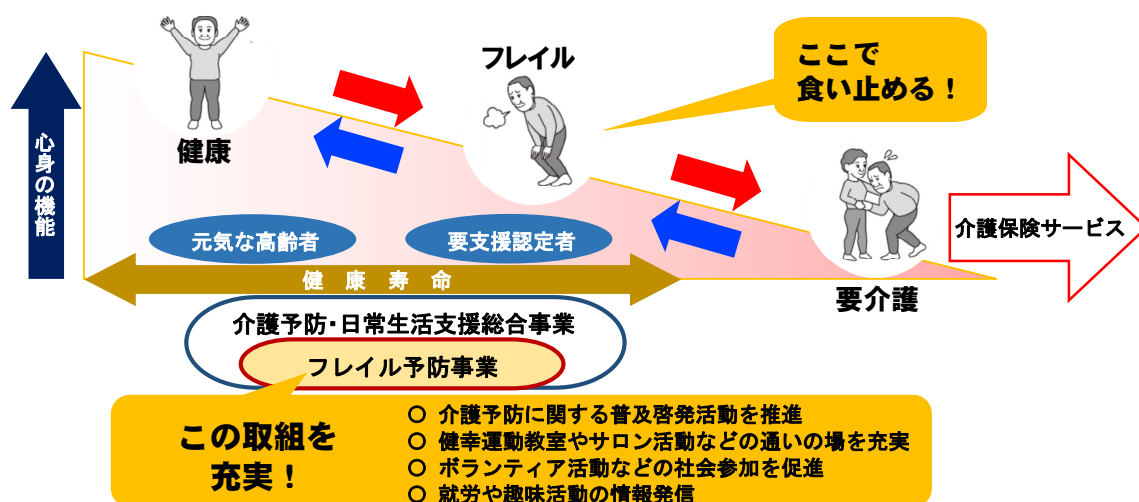 心身の機能
健康
フレイル
ここで
食い止める！
要介護
介護保険サービス
元気な高齢者
要支援認定者
健康寿命
介護予防・日常生活支援総合事業
フレイル予防事業
この取組を
充実！
○ 介護予防に関する普及啓発活動を推進
○ 健幸運動教室やサロン活動などの通いの場を充実
○ ボランティア活動などの社会参加を促進
○ 就労や趣味活動の情報発信